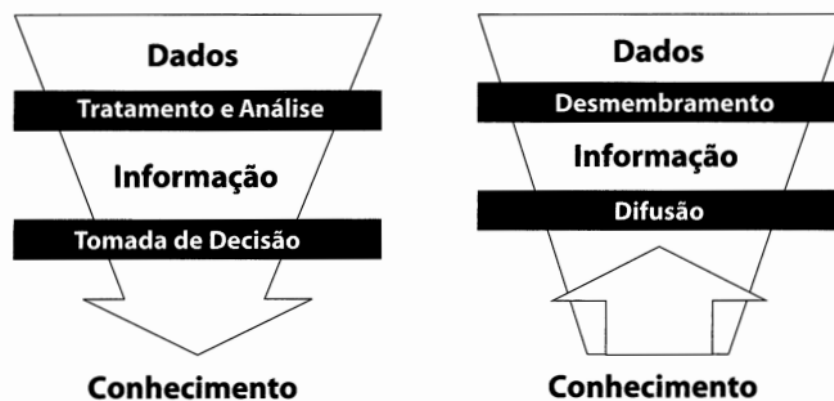 Dados
Tratamento e Análise
Informação
Tomada de Decisão
Conhecimento
Dados
Desmembramento
Informação
Difusão
Conhecimento